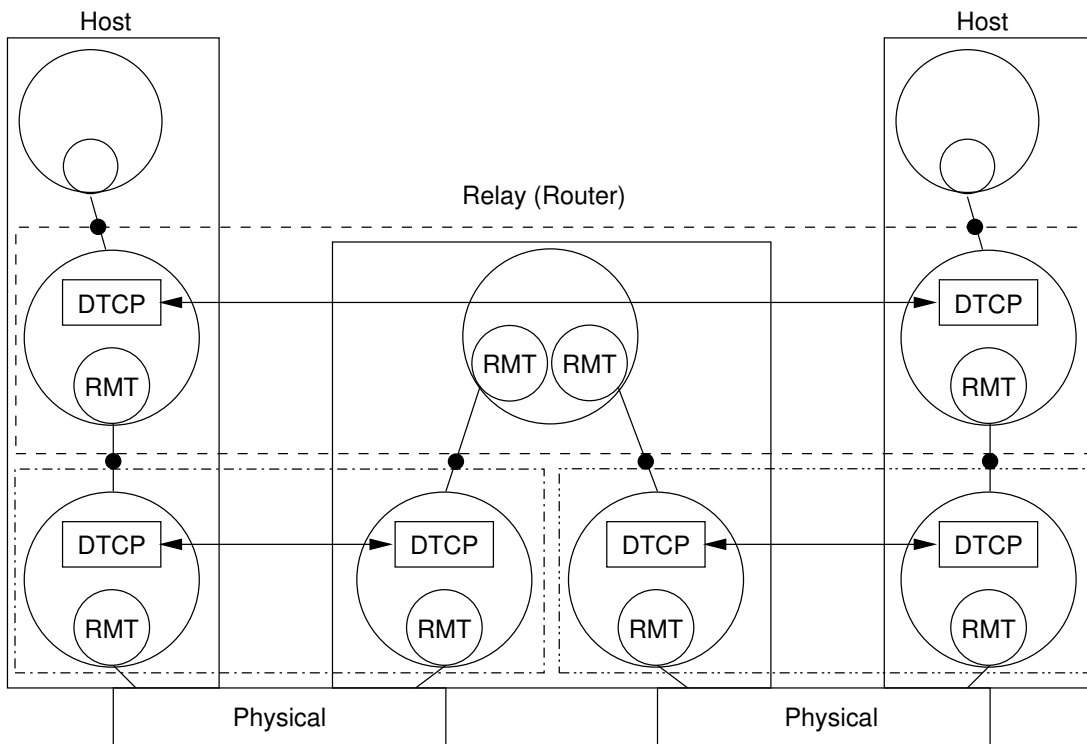 Host
Host
Relay (Router)
DTCP
DTCP
RMT
RMT
RMT
RMT
DTCP
DTCP
DTCP
DTCP
RMT
RMT
RMT
RMT
Physical
Physical